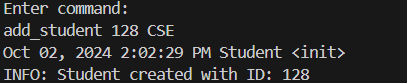 Enter command:
add_student 128 CSE
Oct 02, 2024 2:02:29 PM Student <init>
INFO: Student created with ID: 128